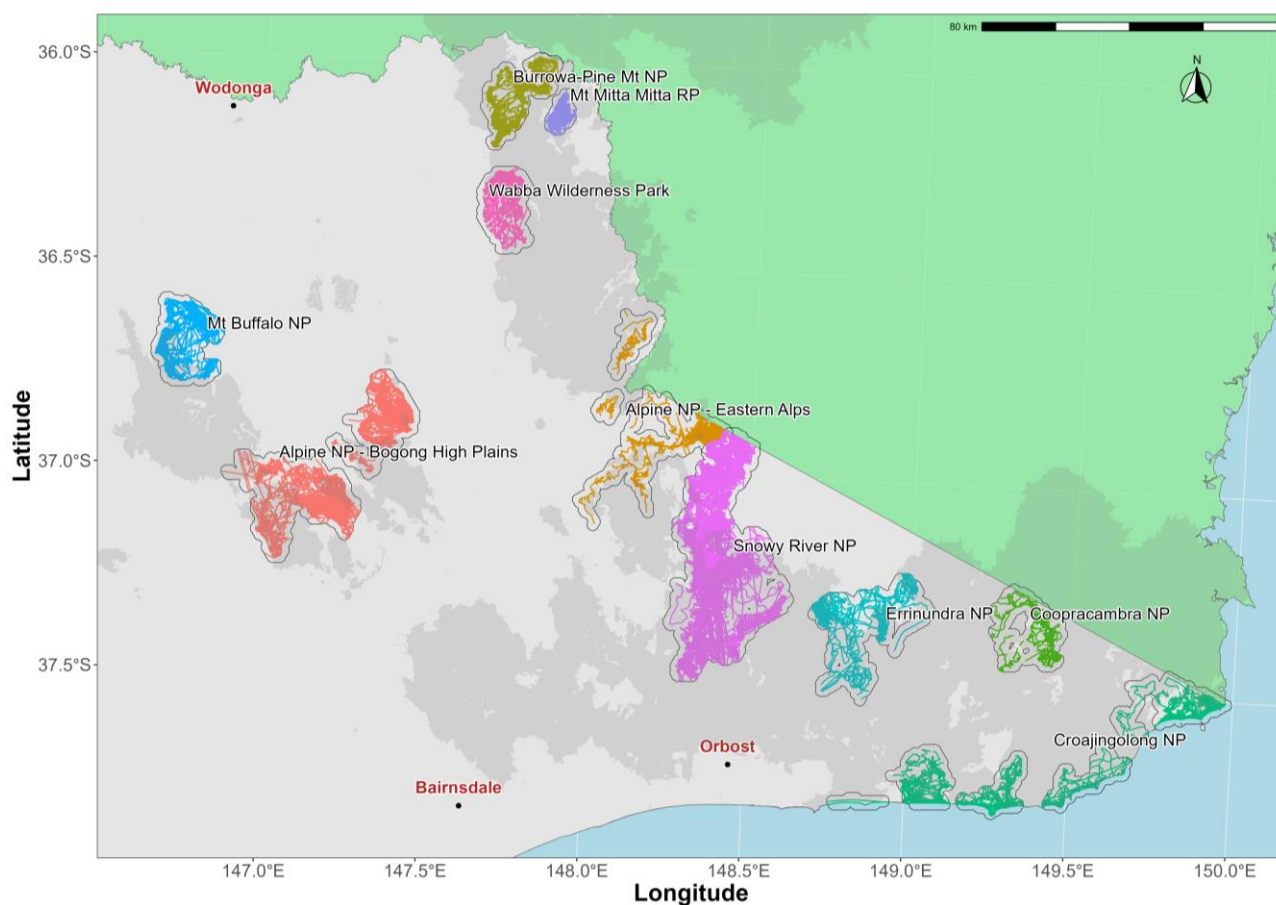 80 km
N
36.0°S
36.5°S
37.0°S
37.5°S
Latitude
Wodonga
Burrowa-Pine Mt NP
Mt Mitta Mitta RP
Wabba Wilderness Park
Mt Buffalo NP
Alpine NP - Eastern Alps
Alpine NP - Bogong High Plains
Snowy River NP
Errinundra NP
Coopracambra NP
Croajingolong NP
Orbost
Bairnsdale
147.0°E
147.5°E
148.0°E
148.5°E
149.0°E
149.5°E
150.0°E
Longitude